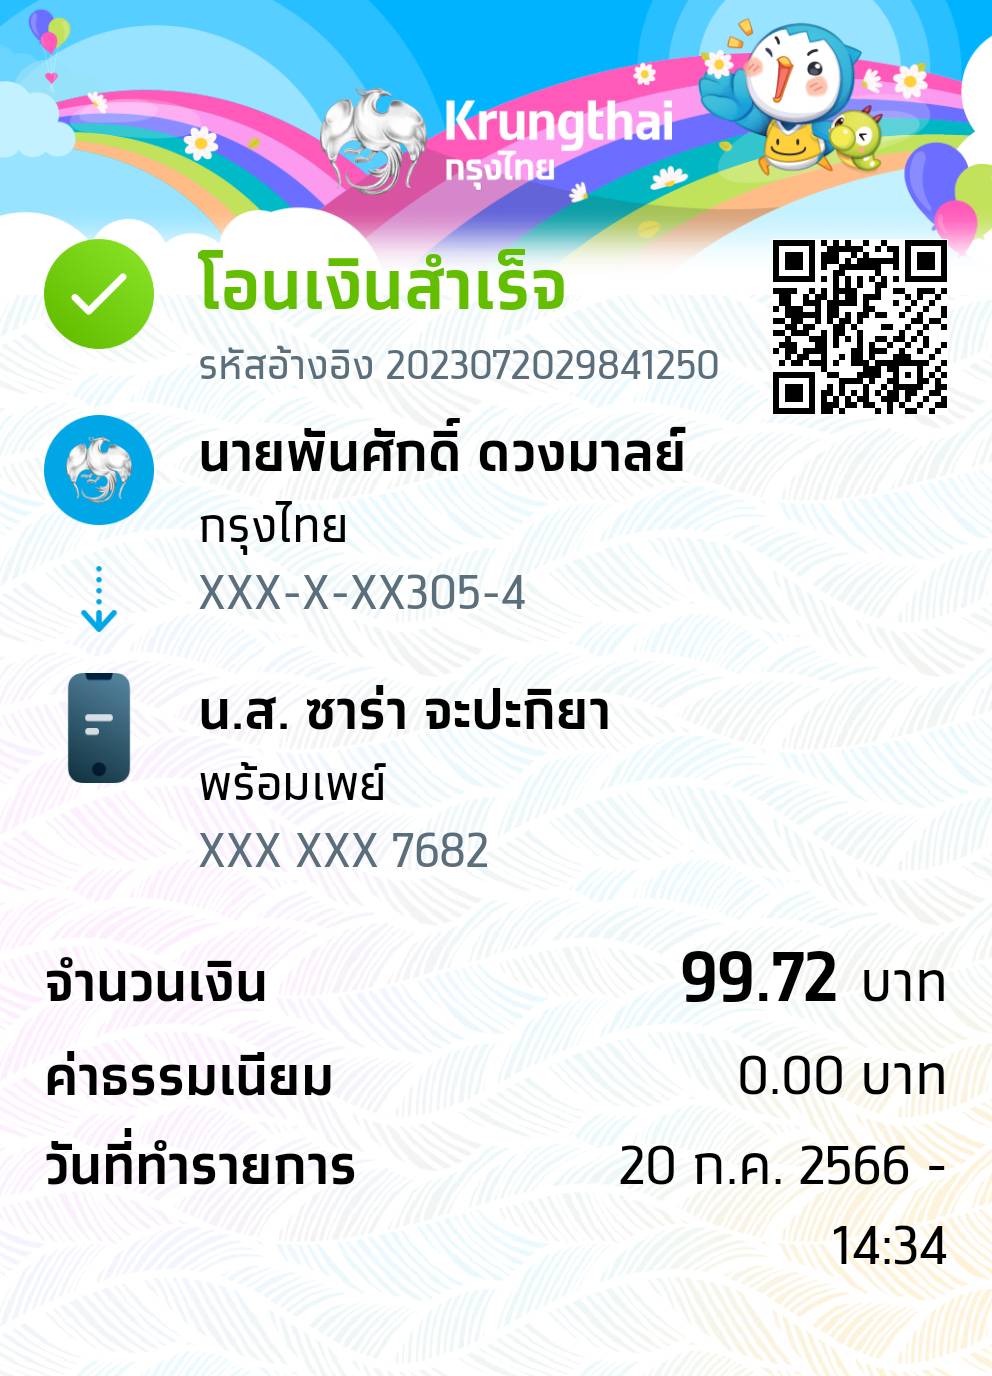 Krungthai
กรุงไทย
โอนเงินสำเร็จ
รหัสอ้างอิง 2023072029841250
นายพันศักดิ์ ดวงมาลย์
กรุงไทย
XXX-X-XX305-4
น.ส. ซาร่า จะปะกิยา
พร้อมเพย์
XXX XXX 7682
จำนวนเงิน 99.72 บาท
ค่าธรรมเนียม 0.00 บาท
วันที่ทำรายการ 20 ก.ค. 2566 -
14:34